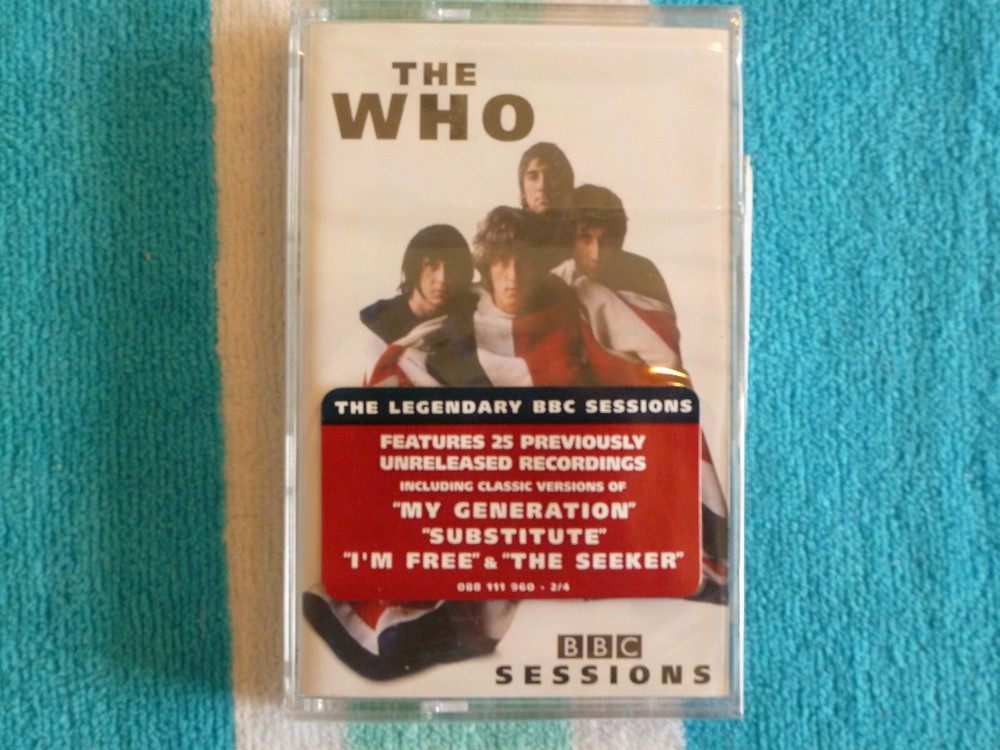 THE
WHO
THE LEGENDARY BBC SESSIONS
FEATURES 25 PREVIOUSLY
UNRELEASED RECORDINGS
INCLUDING CLASSIC VERSIONS OF
"MY GENERATION"
"SUBSTITUTE"
"I'M FREE" & "THE SEEKER"
088 111 960 - 2/4
BBC
SESSIONS